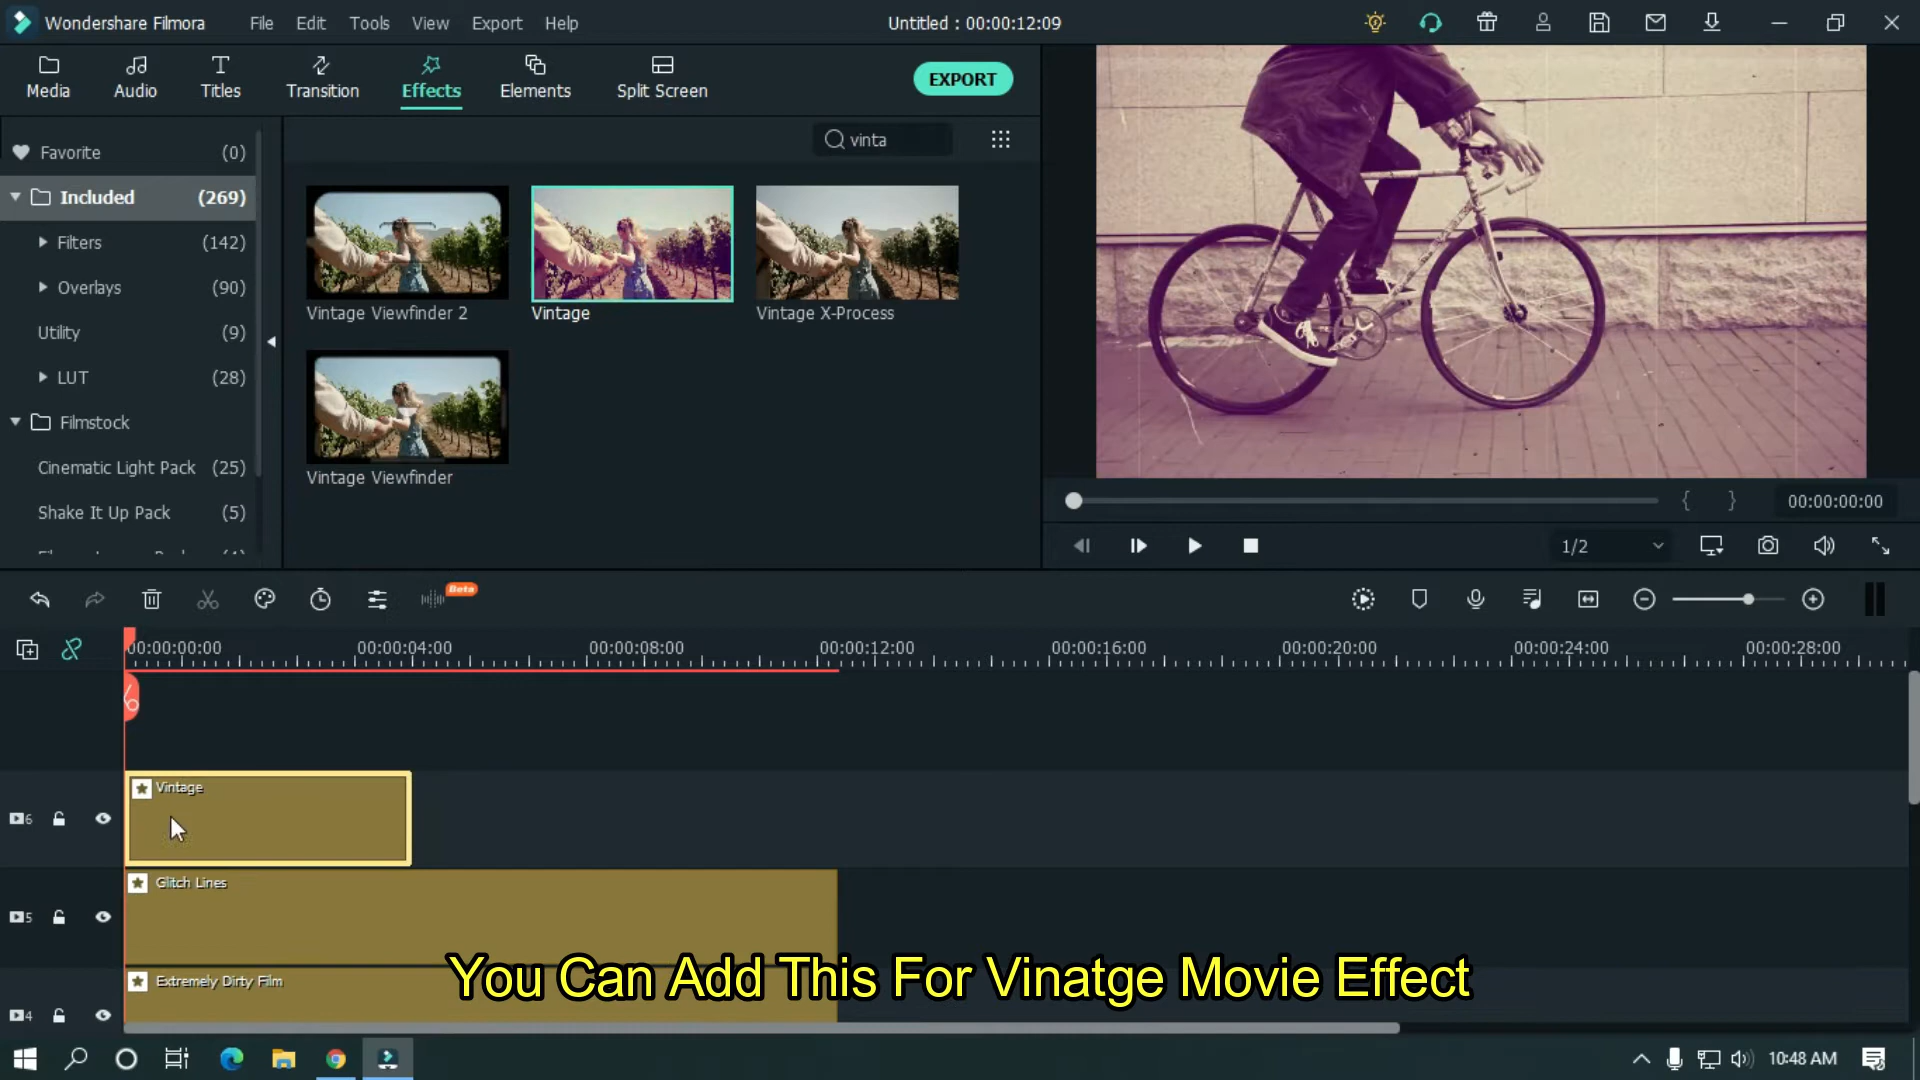 Wondershare Filmora
File Edit Tools View Export Help
Untitled : 00:00:12:09
Media Audio Titles Transition Effects Elements Split Screen
EXPORT
Favorite (0)
Included (269)
Filters (142)
Overlays (90)
Utility (9)
LUT (28)
Filmstock
Cinematic Light Pack (25)
Shake It Up Pack (5)
vinta
Vintage Viewfinder 2
Vintage
Vintage X-Process
Vintage Viewfinder
00:00:00:00
1/2
Beta
00:00:00:00 00:00:04:00 00:00:08:00 00:00:12:00 00:00:16:00 00:00:20:00 00:00:24:00 00:00:28:00
Vintage
6
Glitch Lines
5
Extremely Dirty Film
4
You Can Add This For Vinatge Movie Effect
10:48 AM